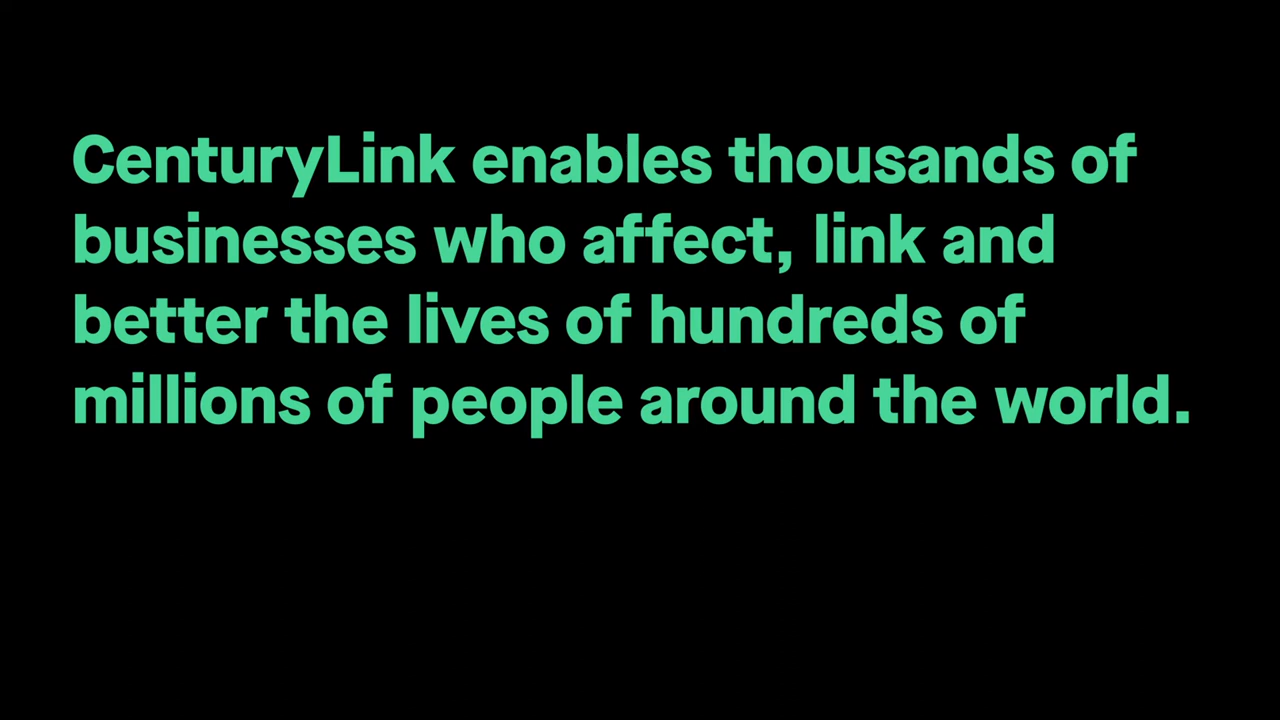 CenturyLink enables thousands of
businesses who affect, link and
better the lives of hundreds of
millions of people around the world.